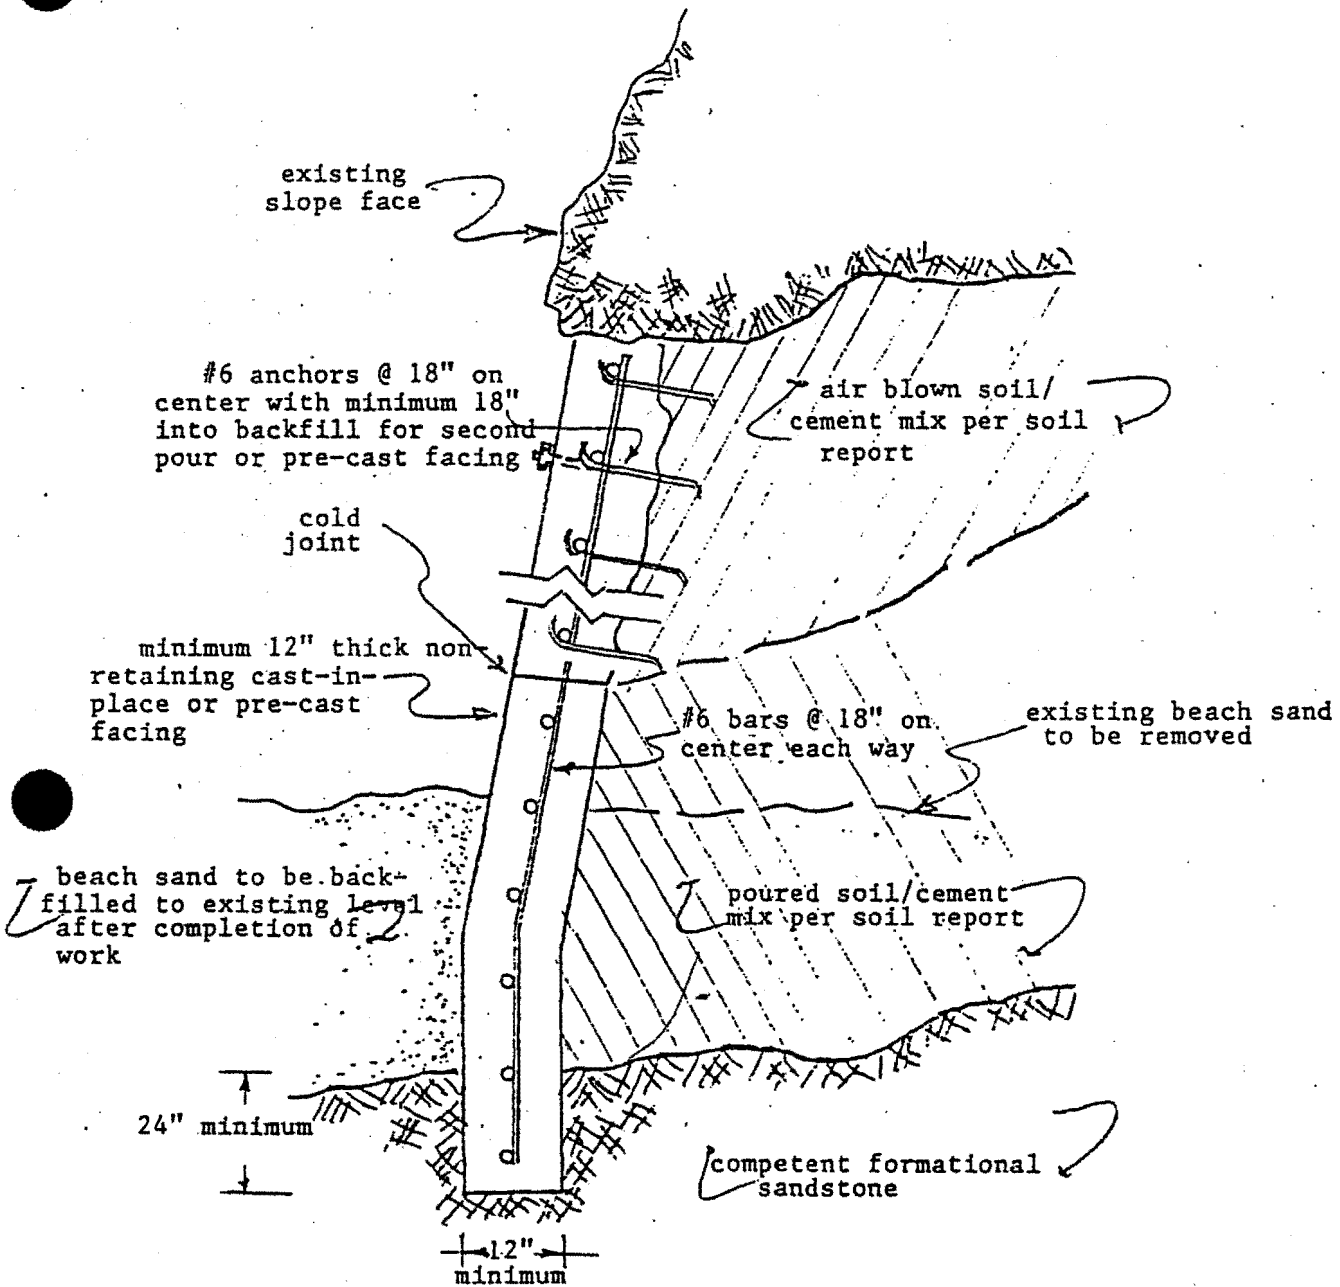 existing
slope face
#6 anchors @ 18" on
center with minimum 18"
into backfill for second
pour or pre-cast facing
air blown soil/
cement mix per soil
report
cold
joint
minimum 12" thick non-
retaining cast-in-
place or pre-cast
facing
#6 bars @ 18" on
center each way
existing beach sand
to be removed
beach sand to be back-
filled to existing level
after completion of
work
poured soil/cement
mix per soil report
24" minimum
competent formational
sandstone
12"
minimum